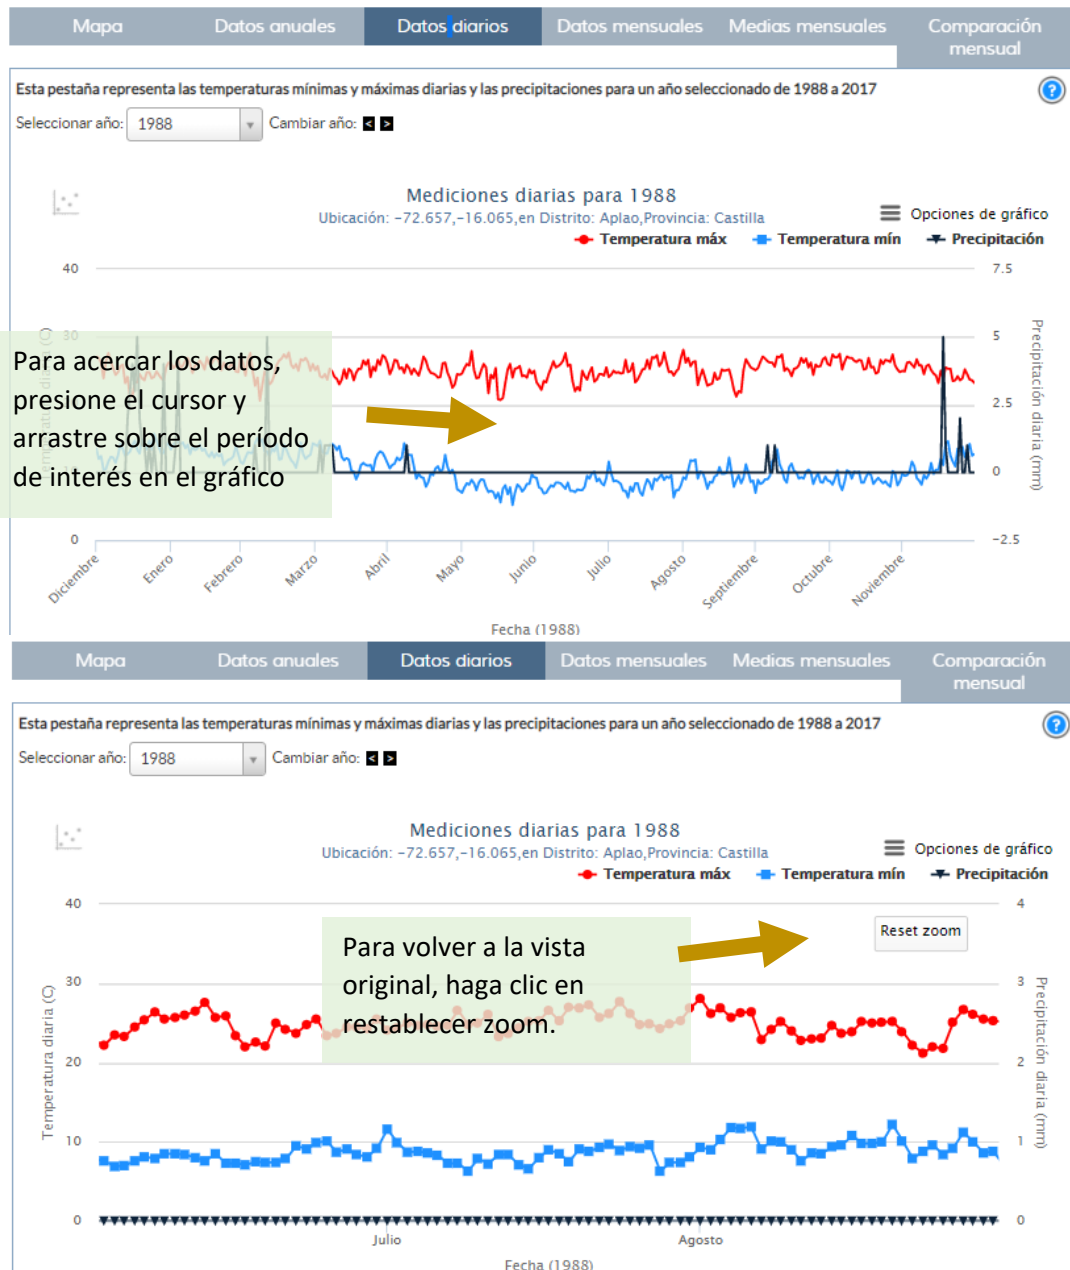 Mapa
Datos anuales
Datos diarios
Datos mensuales
Medias mensuales
Comparación
mensual
Esta pestaña representa las temperaturas mínimas y máximas diarias y las precipitaciones para un año seleccionado de 1988 a 2017
Seleccionar año: 1988 Cambiar año: < >
Mediciones diarias para 1988
Ubicación: -72.657,-16.065,en Distrito: Aplao,Provincia: Castilla
Opciones de gráfico
Temperatura máx Temperatura mín Precipitación
40 7.5
30 5
2.5
10 0
0 -2.5
Precipitación diaria (mm)
Para acercar los datos,
presione el cursor y
arrastre sobre el período
de interés en el gráfico
Diciembre Enero Febrero Marzo Abril Mayo Junio Julio Agosto Septiembre Octubre Noviembre
Fecha (1988)
Mapa
Datos anuales
Datos diarios
Datos mensuales
Medias mensuales
Comparación
mensual
Esta pestaña representa las temperaturas mínimas y máximas diarias y las precipitaciones para un año seleccionado de 1988 a 2017
Seleccionar año: 1988 Cambiar año: < >
Mediciones diarias para 1988
Ubicación: -72.657,-16.065,en Distrito: Aplao,Provincia: Castilla
Opciones de gráfico
Temperatura máx Temperatura mín Precipitación
40 4
30 3
20 2
10 1
0 0
Temperatura diaria (C)
Precipitación diaria (mm)
Reset zoom
Para volver a la vista
original, haga clic en
restablecer zoom.
Julio Agosto
Fecha (1988)